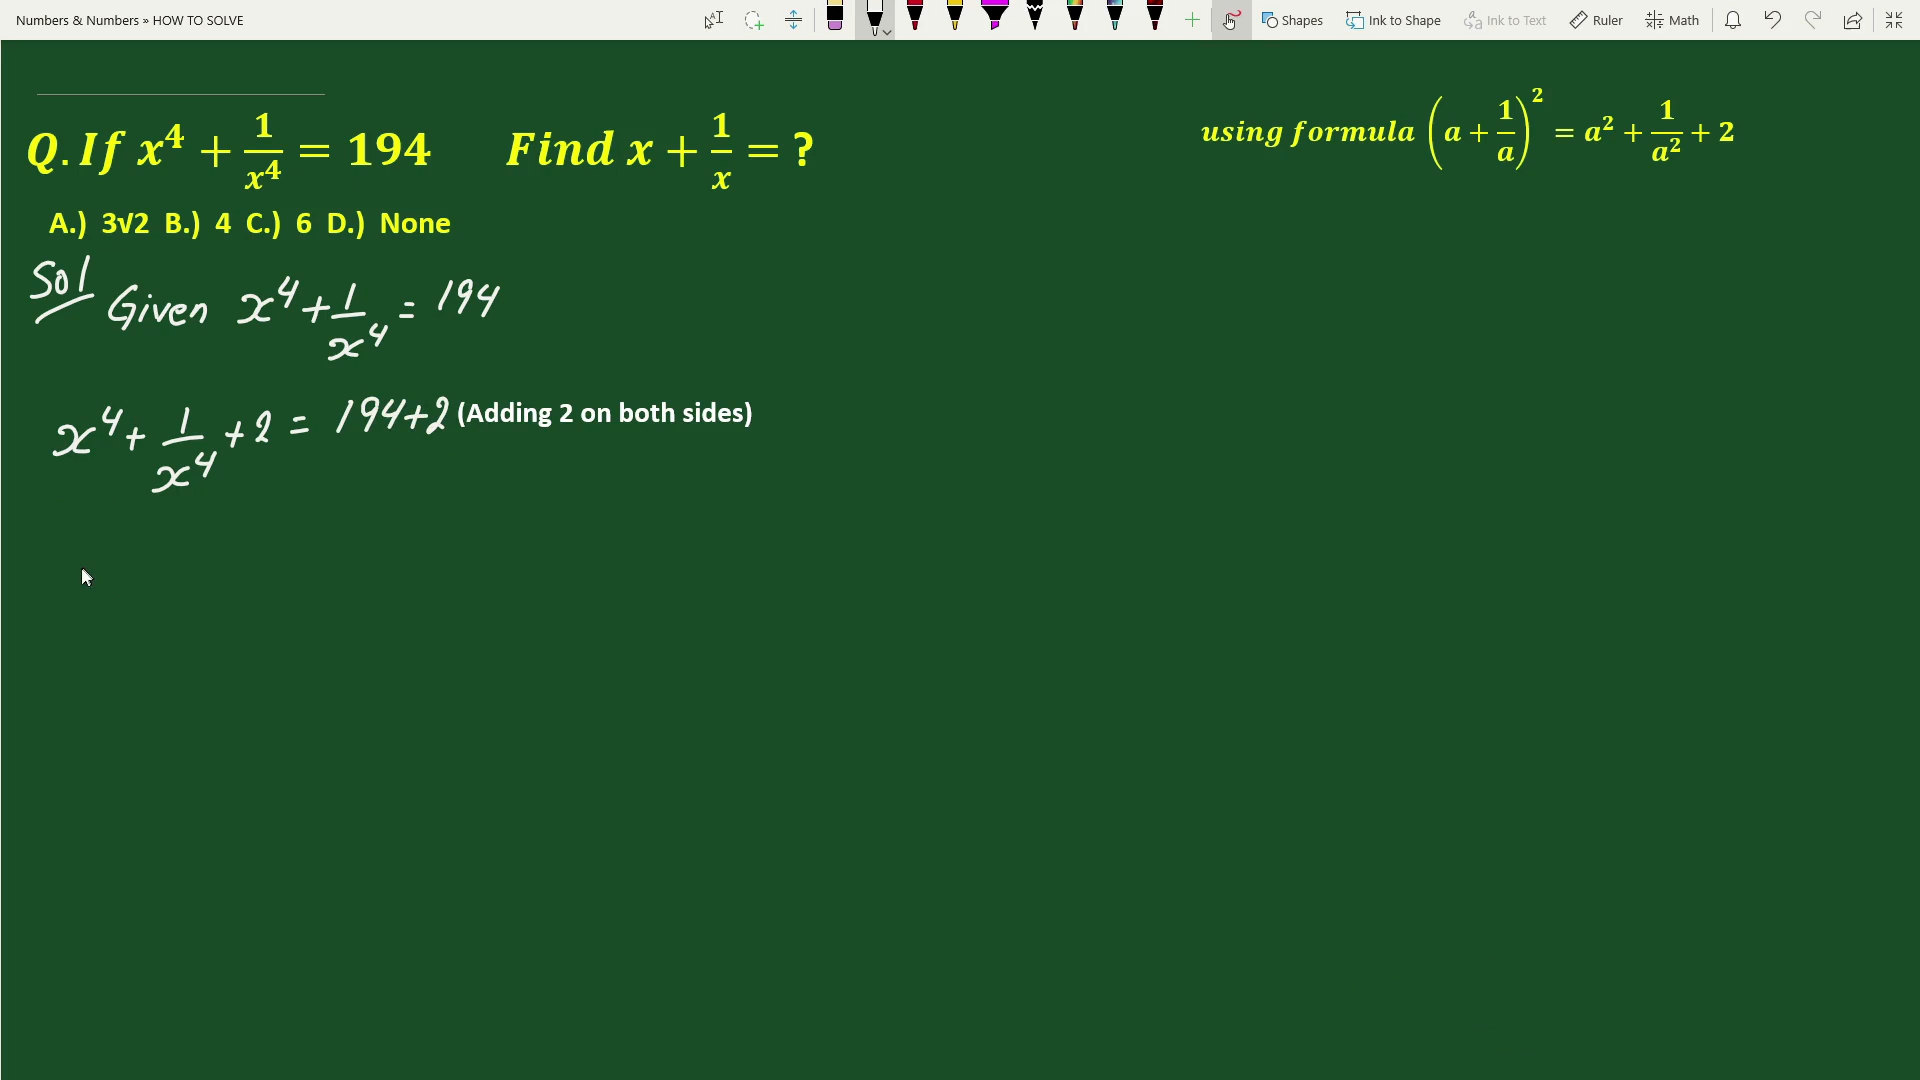 Numbers & Numbers » HOW TO SOLVE
Shapes Ink to Shape Ink to Text Ruler Math
Q. If x⁴ + 1/x⁴ = 194 Find x + 1/x = ?
using formula (a + 1/a)² = a² + 1/a² + 2
A.) 3√2 B.) 4 C.) 6 D.) None
Sol
Given x⁴ + 1/x⁴ = 194
x⁴ + 1/x⁴ + 2 = 194+2 (Adding 2 on both sides)